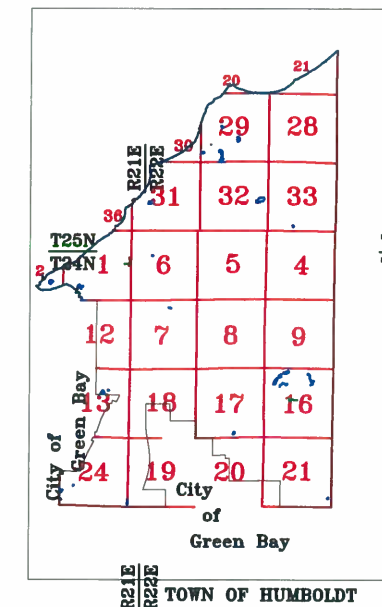 21
20
29 28
30
R21E
R22E
31 32 33
36
T25N
T24N
2 1 6 5 4
12 7 8 9
13 18 17 16
City of
Green Bay
24 19 20 21
City
of
Green Bay
R21E
R22E
TOWN OF HUMBOLDT